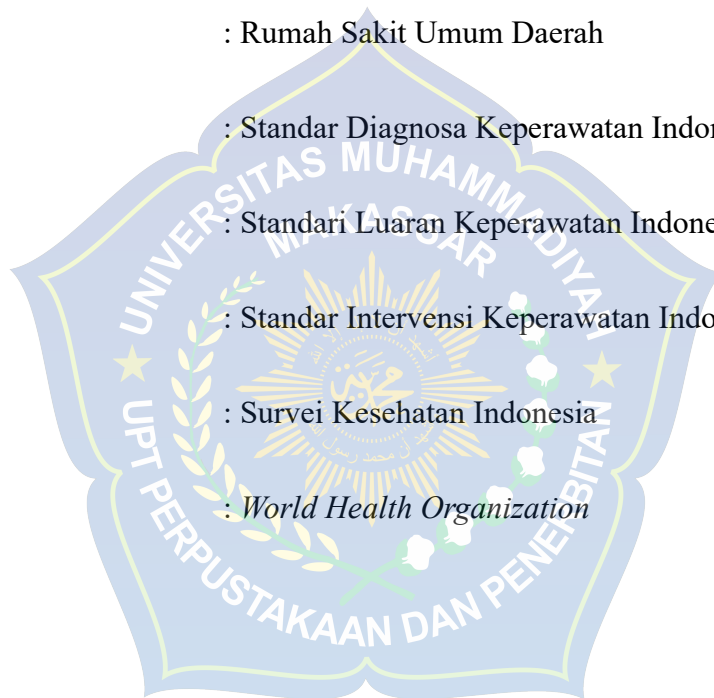 : Rumah Sakit Umum Daerah
: Standar Diagnosa Keperawatan Indo
UNIVERSITAS MUHAMMADIYAH
MAKASSAR
: Standari Luaran Keperawatan Indone
: Standar Intervensi Keperawatan Indo
: Survei Kesehatan Indonesia
: World Health Organization
UPT PERPUSTAKAAN DAN PENERBITAN